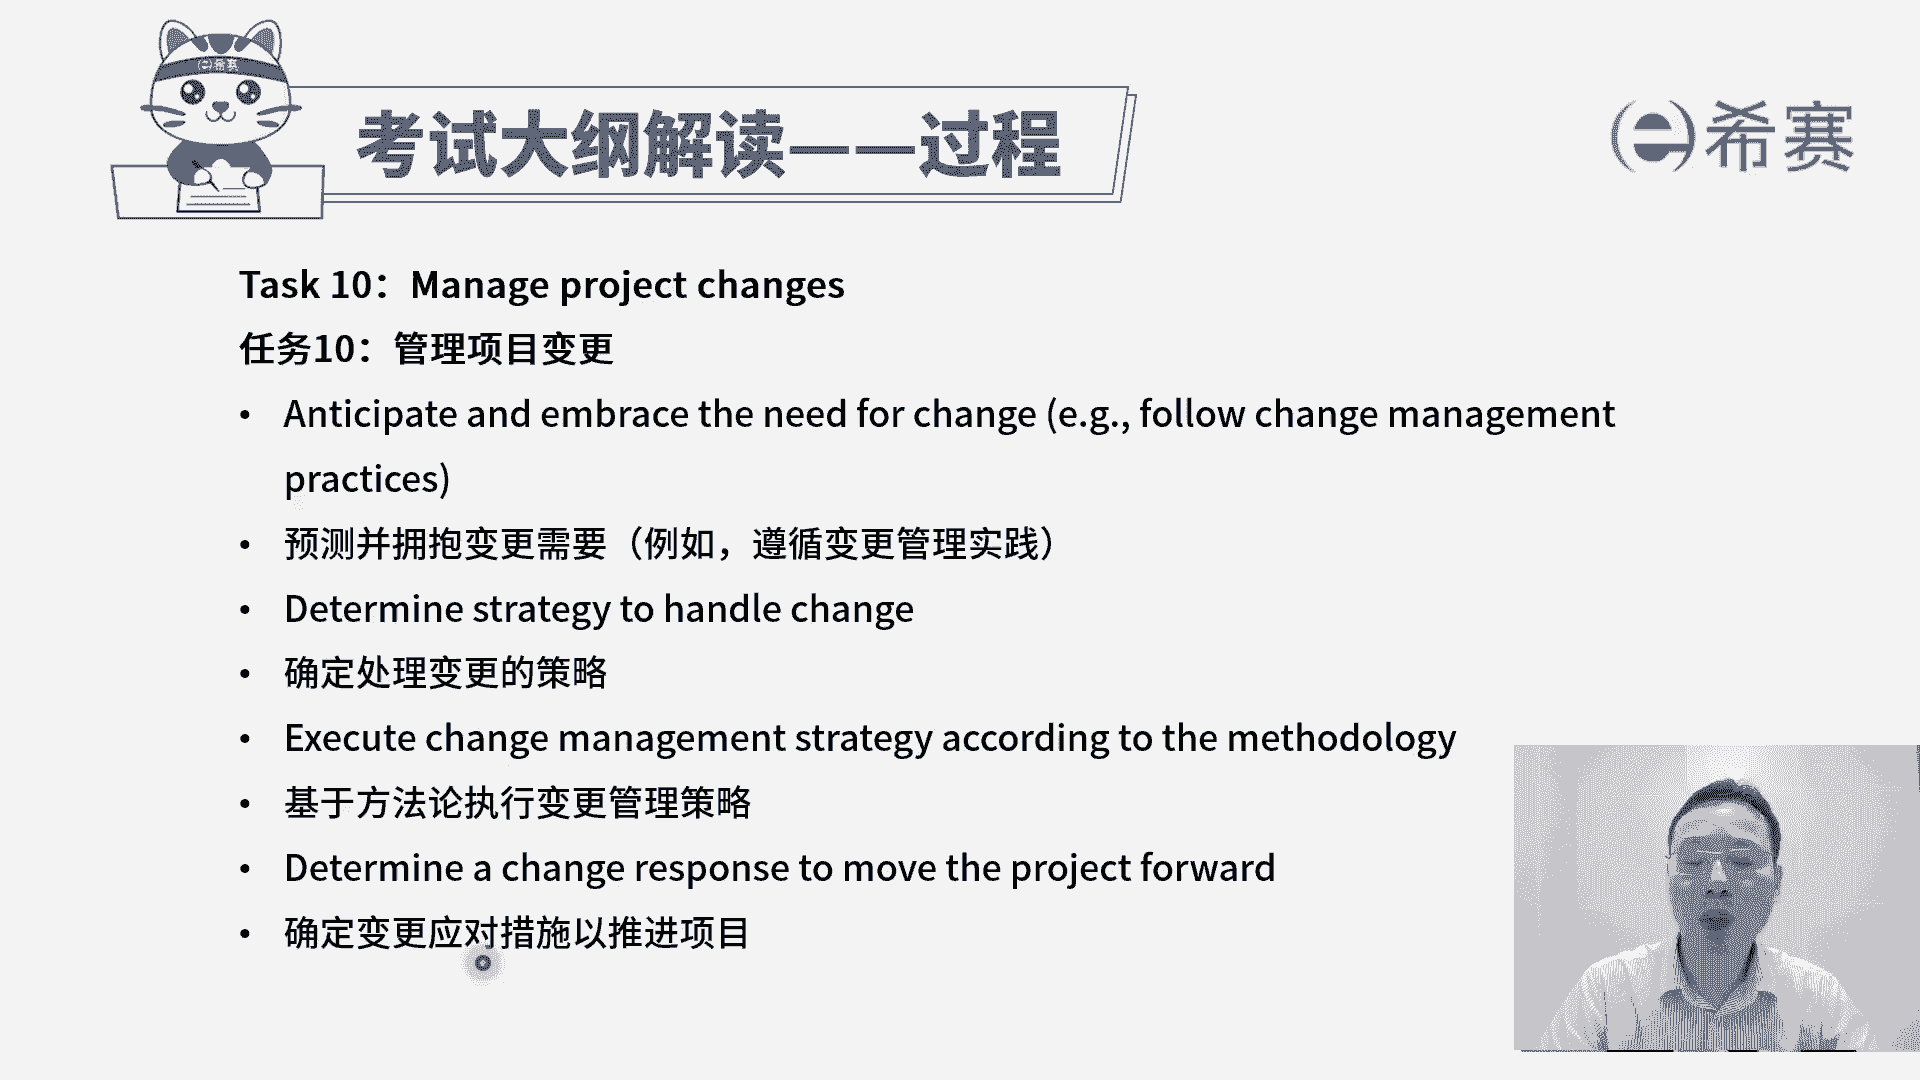 希赛
考试大纲解读——过程
希赛
Task 10：Manage project changes
任务10：管理项目变更
• Anticipate and embrace the need for change (e.g., follow change management
practices)
• 预测并拥抱变更需要（例如，遵循变更管理实践）
• Determine strategy to handle change
• 确定处理变更的策略
• Execute change management strategy according to the methodology
• 基于方法论执行变更管理策略
• Determine a change response to move the project forward
• 确定变更应对措施以推进项目